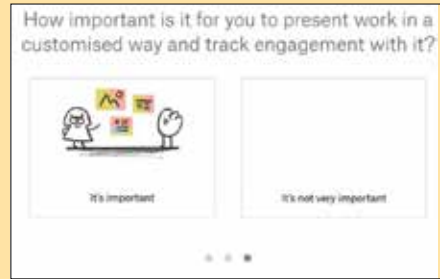 How important is it for you to present work in a
customised way and track engagement with it?
It's important
It's not very important